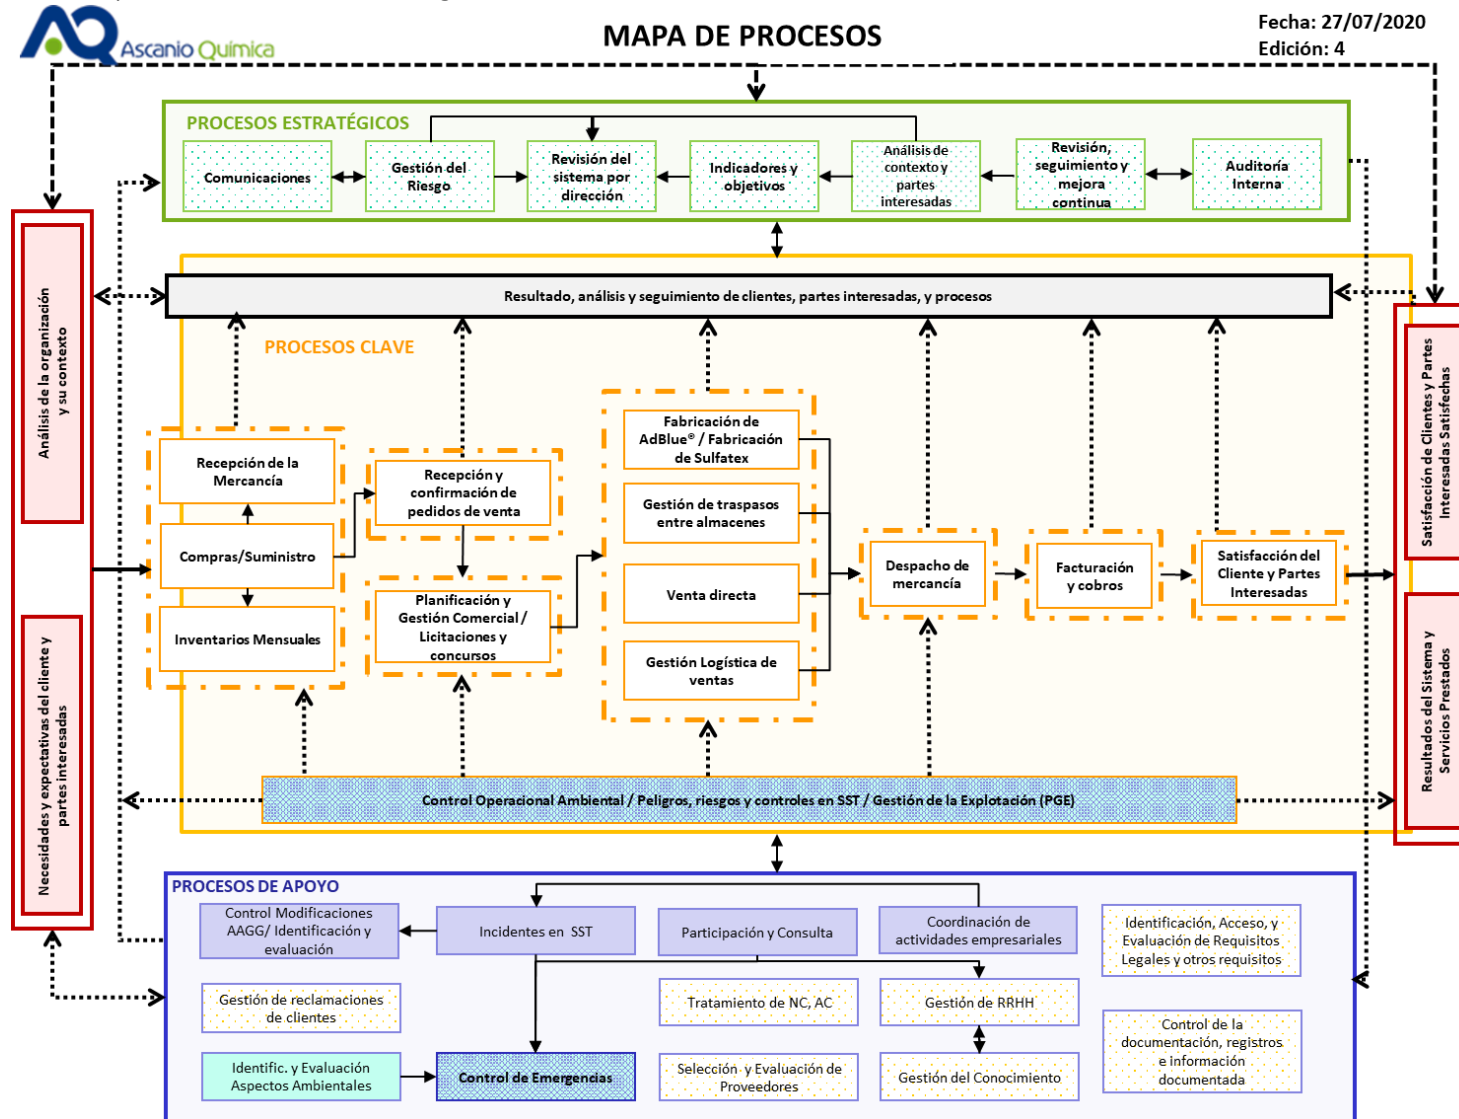 Ascanio Química
MAPA DE PROCESOS
Fecha: 27/07/2020
Edición: 4
PROCESOS ESTRATÉGICOS
Comunicaciones
Gestión del
Riesgo
Revisión del
sistema por
dirección
Indicadores y
objetivos
Análisis de
contexto y
partes
interesadas
Revisión,
seguimiento y
mejora
continua
Auditoría
Interna
Análisis de la organización
y su contexto
Necesidades y expectativas del cliente y
partes interesadas
Resultado, análisis y seguimiento de clientes, partes interesadas, y procesos
PROCESOS CLAVE
Recepción de la
Mercancía
Compras/Suministro
Inventarios Mensuales
Recepción y
confirmación de
pedidos de venta
Planificación y
Gestión Comercial /
Licitaciones y
concursos
Fabricación de
AdBlue® / Fabricación
de Sulfatex
Gestión de traspasos
entre almacenes
Venta directa
Gestión Logística de
ventas
Despacho de
mercancía
Facturación
y cobros
Satisfacción del
Cliente y Partes
Interesadas
Satisfacción de Clientes y Partes
Interesadas Satisfechas
Resultados del Sistema y
Servicios Prestados
Control Operacional Ambiental / Peligros, riesgos y controles en SST / Gestión de la Explotación (PGE)
PROCESOS DE APOYO
Control Modificaciones
AAGG/ Identificación y
evaluación
Incidentes en SST
Participación y Consulta
Coordinación de
actividades empresariales
Identificación, Acceso, y
Evaluación de Requisitos
Legales y otros requisitos
Gestión de reclamaciones
de clientes
Tratamiento de NC, AC
Gestión de RRHH
Control de la
documentación, registros
e información
documentada
Identific. y Evaluación
Aspectos Ambientales
Control de Emergencias
Selección y Evaluación de
Proveedores
Gestión del Conocimiento